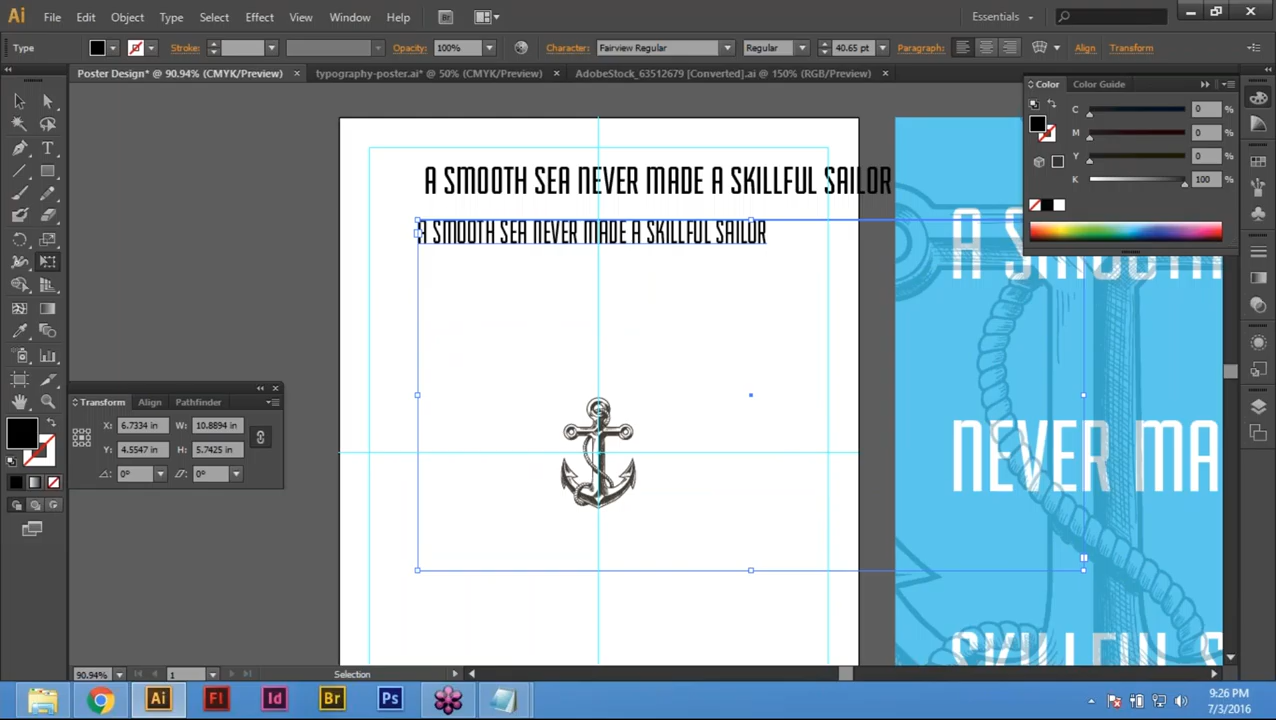 Ai File Edit Object Type Select Effect View Window Help Br Essentials
Type Stroke: Opacity: 100% Character: Fairview Regular Regular 40.65 pt Paragraph: Align Transform
Poster Design* @ 90.94% (CMYK/Preview) × typography-poster.ai* @ 50% (CMYK/Preview) × AdobeStock_63512679 [Converted].ai @ 150% (RGB/Preview) ×
Color Color Guide
C 0 %
M 0 %
Y 0 %
K 100 %
A SMOOTH SEA NEVER MADE A SKILLFUL SAILOR
A SMOOTH SEA NEVER MADE A SKILLFUL SAILOR
A SMOOTH
NEVER MA
SKILLFUL S
Transform Align Pathfinder
X: 6.7334 in W: 10.8894 in
Y: 4.5547 in H: 5.7425 in
0° 0°
90.94% 1 Selection
Ai Fl Id Br Ps
9:26 PM
7/3/2016